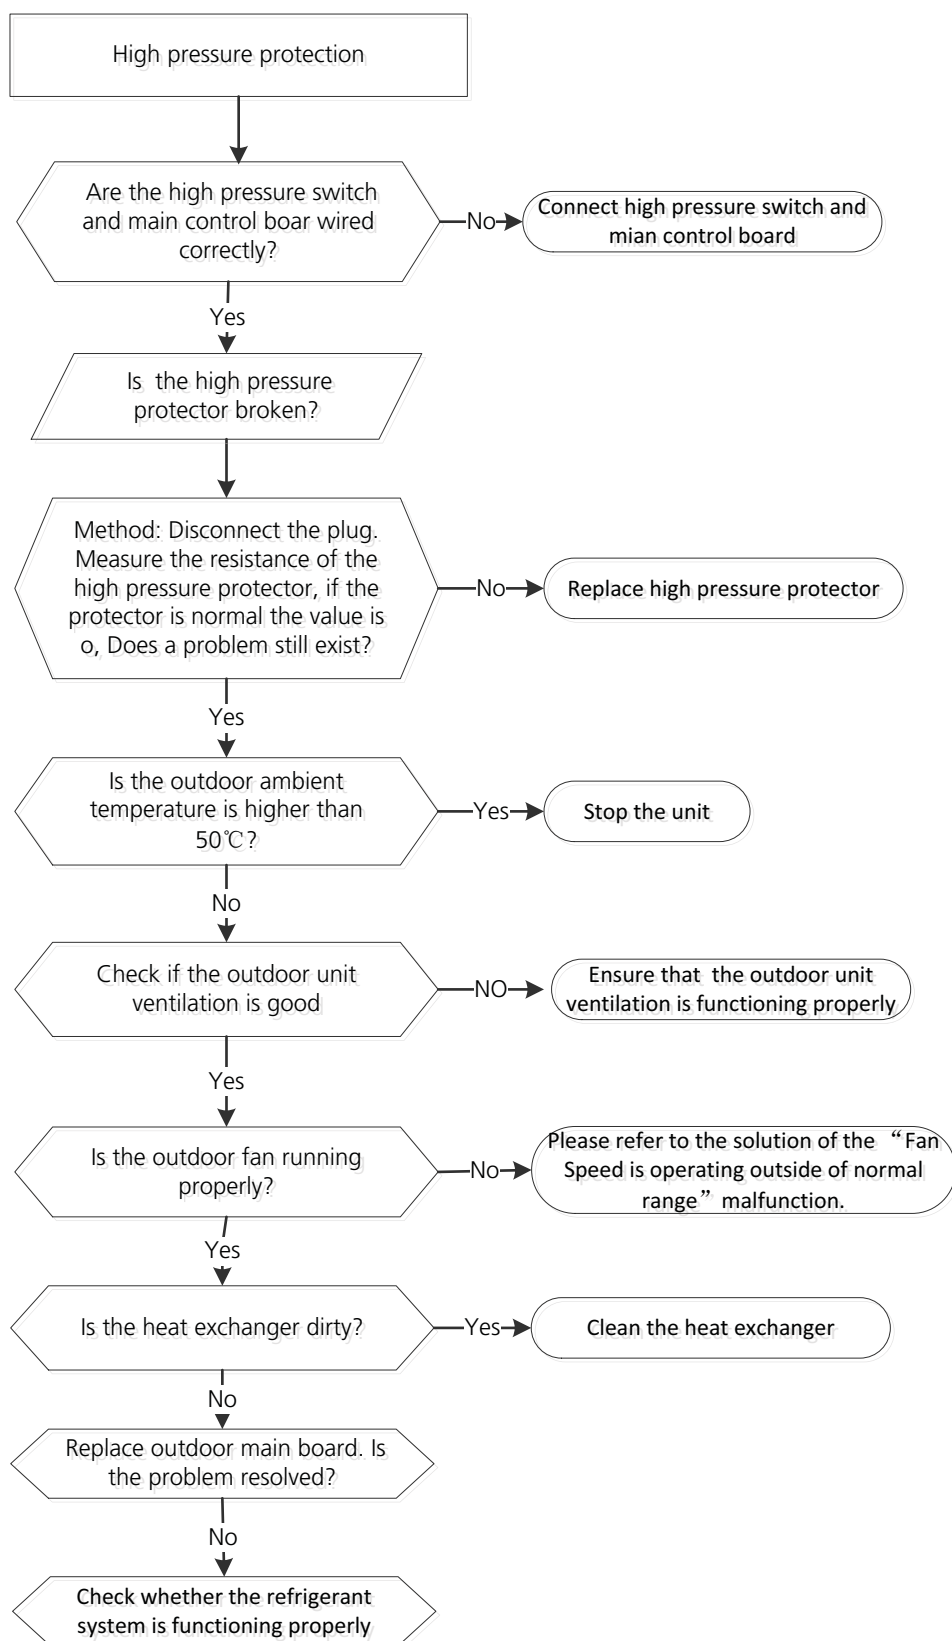 High pressure protection
Are the high pressure switch
and main control boar wired
correctly?
No
Connect high pressure switch and
mian control board
Yes
Is the high pressure
protector broken?
Method: Disconnect the plug.
Measure the resistance of the
high pressure protector, if the
protector is normal the value is
o, Does a problem still exist?
No
Replace high pressure protector
Yes
Is the outdoor ambient
temperature is higher than
50℃?
Yes
Stop the unit
No
Check if the outdoor unit
ventilation is good
NO
Ensure that the outdoor unit
ventilation is functioning properly
Yes
Is the outdoor fan running
properly?
No
Please refer to the solution of the “Fan
Speed is operating outside of normal
range” malfunction.
Yes
Is the heat exchanger dirty?
Yes
Clean the heat exchanger
No
Replace outdoor main board. Is
the problem resolved?
No
Check whether the refrigerant
system is functioning properly